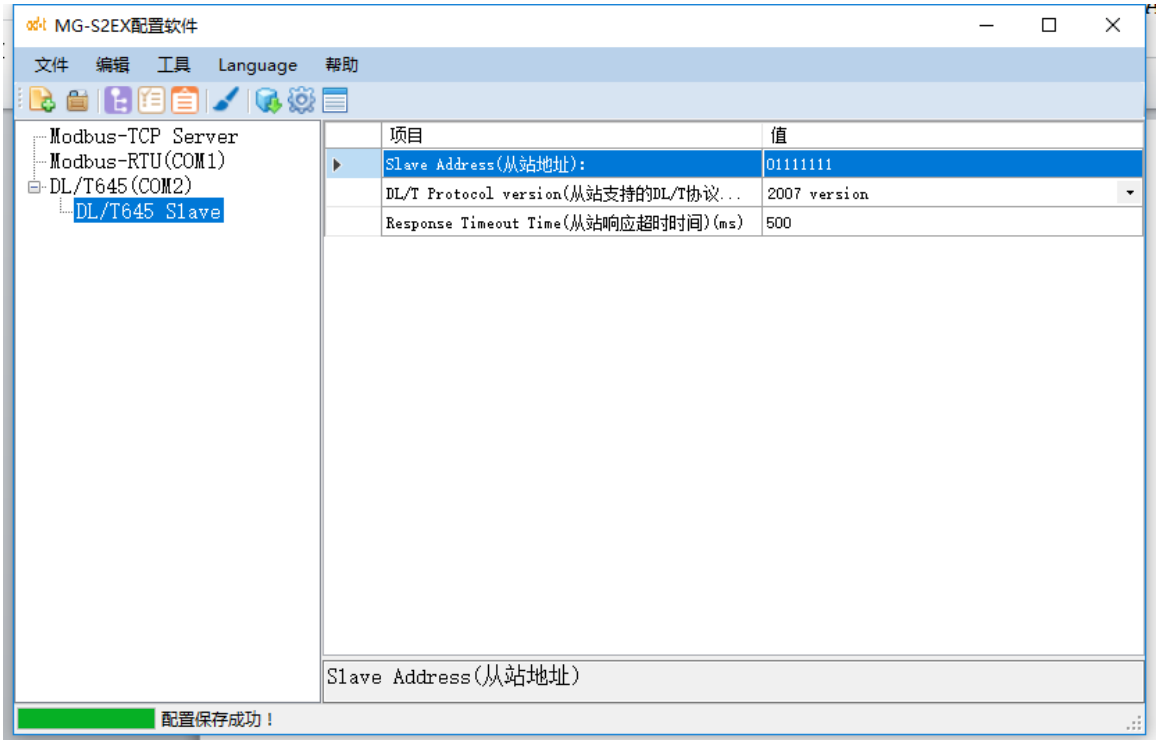 odot MG-S2EX配置软件
文件 编辑 工具 Language 帮助
Modbus-TCP Server
Modbus-RTU(COM1)
DL/T645(COM2)
DL/T645 Slave
项目 值
Slave Address(从站地址): 01111111
DL/T Protocol version(从站支持的DL/T协议... 2007 version
Response Timeout Time(从站响应超时时间)(ms) 500
Slave Address(从站地址)
配置保存成功！